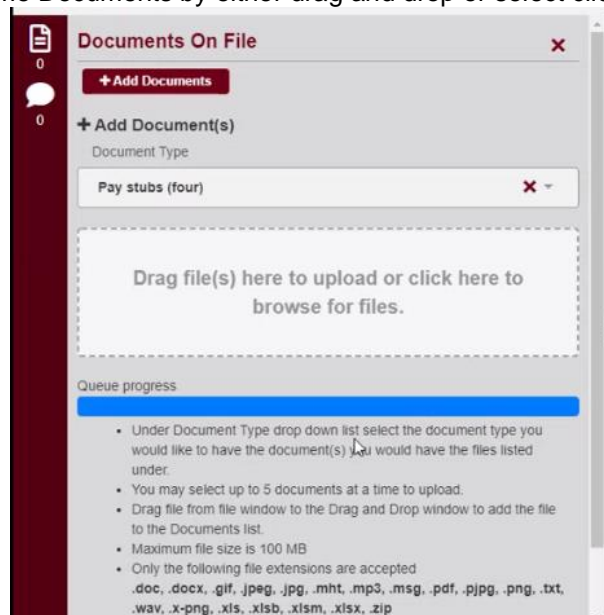 Documents by either drag and drop or select
Documents On File
0
+ Add Documents
0
+ Add Document(s)
Document Type
Pay stubs (four)
Drag file(s) here to upload or click here to
browse for files.
Queue progress
• Under Document Type drop down list select the document type you
would like to have the document(s) you would have the files listed
under.
• You may select up to 5 documents at a time to upload.
• Drag file from file window to the Drag and Drop window to add the file
to the Documents list.
• Maximum file size is 100 MB
• Only the following file extensions are accepted
.doc, .docx, .gif, .jpeg, .jpg, .mht, .mp3, .msg, .pdf, .pjpg, .png, .txt,
.wav, .x-png, .xls, .xlsb, .xlsm, .xlsx, .zip